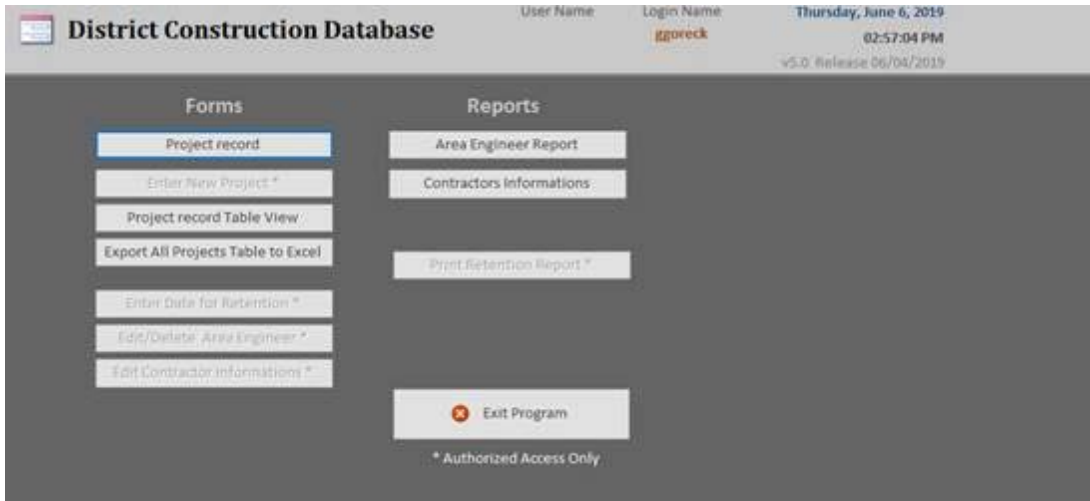 District Construction Database
User Name
Login Name
ggoreck
Thursday, June 6, 2019
02:57:04 PM
v5.0 Release 06/04/2019
Forms
Project record
Enter New Project *
Project record Table View
Export All Projects Table to Excel
Enter Date for Retention *
Edit/Delete Area Engineer *
Edit Contractor Informations *
Reports
Area Engineer Report
Contractors Informations
Print Retention Report *
Exit Program
* Authorized Access Only